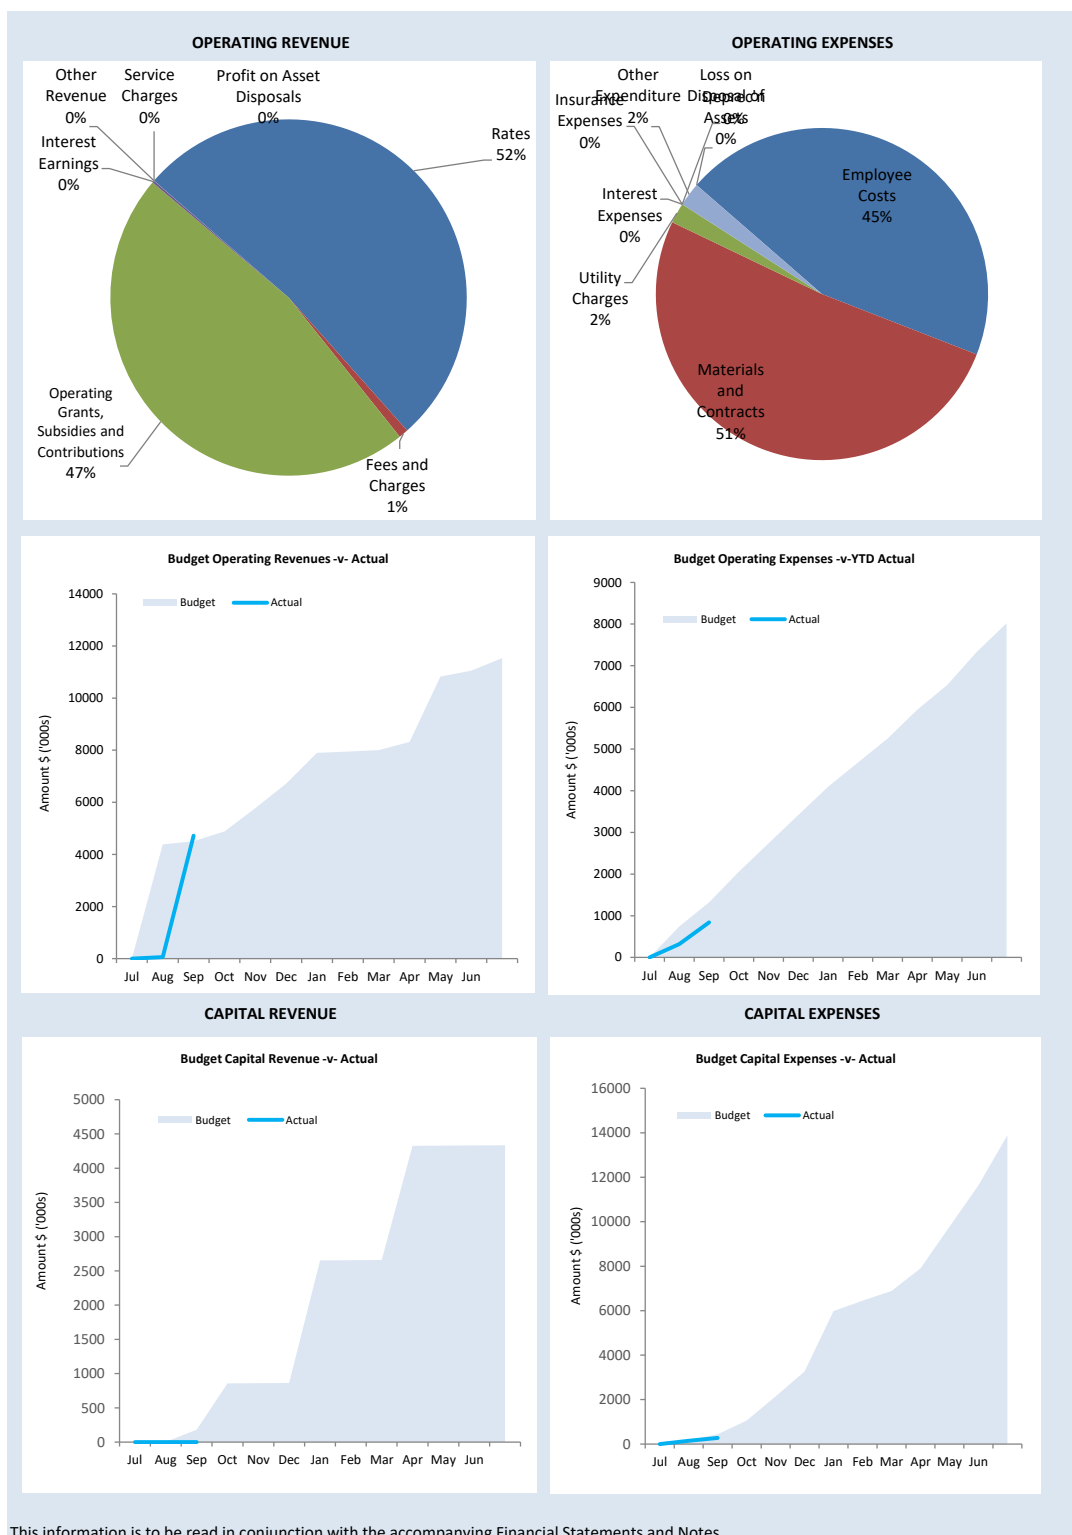 OPERATING REVENUE
Other
Revenue
0%
Service
Charges
0%
Profit on Asset
Disposals
0%
Rates
52%
Interest
Earnings
0%
Operating
Grants,
Subsidies and
Contributions
47%
Fees and
Charges
1%
OPERATING EXPENSES
Other
Expenditure
2%
Loss on
Disposal of
Assets
0%
Deprec'n
0%
Insurance
Expenses
0%
Employee
Costs
45%
Interest
Expenses
0%
Utility
Charges
2%
Materials
and
Contracts
51%
Budget Operating Revenues -v- Actual
Budget Actual
Amount $ ('000s)
14000
12000
10000
8000
6000
4000
2000
0
Jul Aug Sep Oct Nov Dec Jan Feb Mar Apr May Jun
Budget Operating Expenses -v-YTD Actual
Budget Actual
Amount $ ('000s)
9000
8000
7000
6000
5000
4000
3000
2000
1000
0
Jul Aug Sep Oct Nov Dec Jan Feb Mar Apr May Jun
CAPITAL REVENUE
Budget Capital Revenue -v- Actual
Budget Actual
Amount $ ('000s)
5000
4500
4000
3500
3000
2500
2000
1500
1000
500
0
Jul Aug Sep Oct Nov Dec Jan Feb Mar Apr May Jun
CAPITAL EXPENSES
Budget Capital Expenses -v- Actual
Budget Actual
Amount $ ('000s)
16000
14000
12000
10000
8000
6000
4000
2000
0
Jul Aug Sep Oct Nov Dec Jan Feb Mar Apr May Jun
This information is to be read in conjunction with the accompanying Financial Statements and Notes.